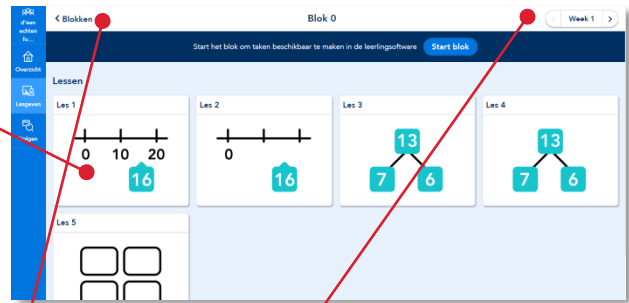 d'een
echten
fo...
Overzicht
Lesgeven
Volgen
< Blokken
Blok 0
< Week 1 >
Start het blok om taken beschikbaar te maken in de leerlingsoftware
Start blok
Lessen
Les 1
0 10 20
16
Les 2
0
16
Les 3
13
7 6
Les 4
13
7 6
Les 5